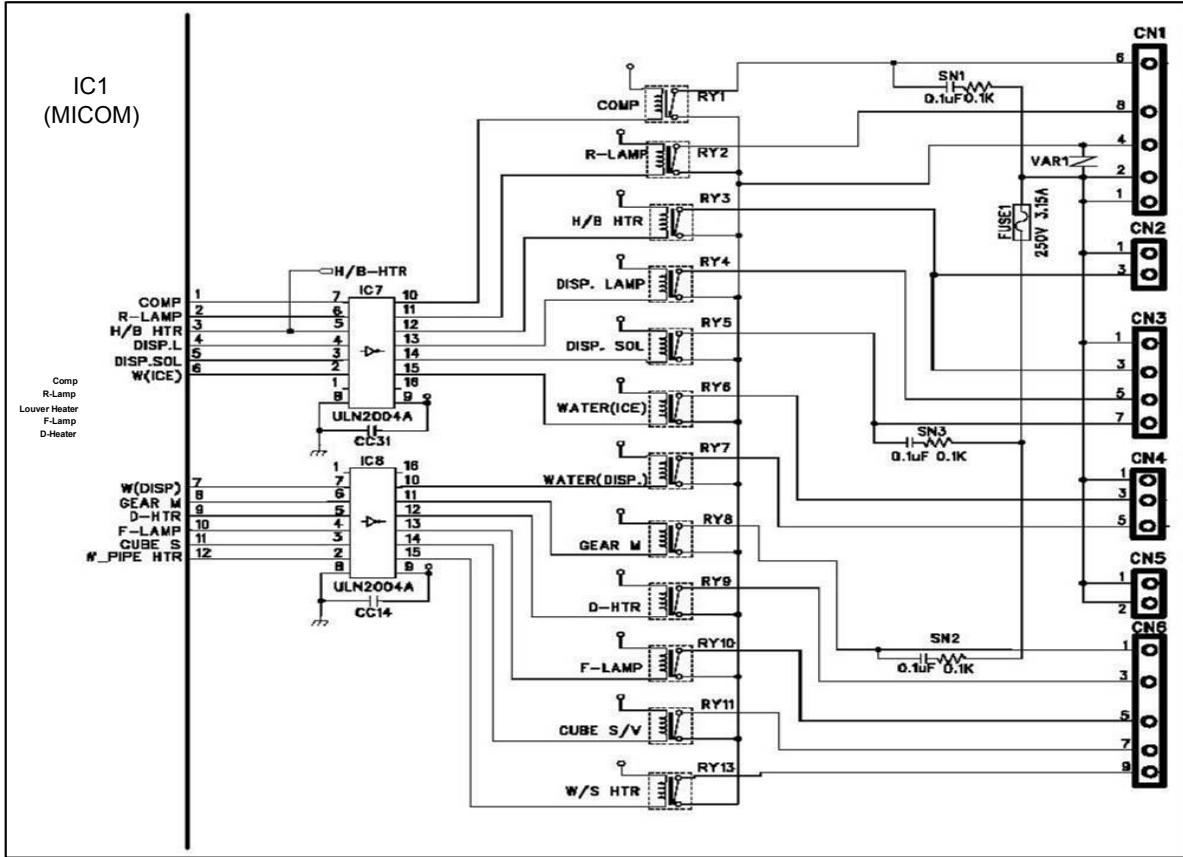 IC1
(MICOM)
CN1
6
8
4
2
1
SN1
0.1uF 0.1K
VAR1
FUSE1
250V 3.15A
COMP
RY1
R-LAMP
RY2
H/B HTR
RY3
DISP. LAMP
RY4
DISP. SOL
RY5
WATER(ICE)
RY6
WATER(DISP.)
RY7
GEAR M
RY8
D-HTR
RY9
F-LAMP
RY10
CUBE S/V
RY11
W/S HTR
RY13
CN2
1
3
CN3
1
3
5
7
SN3
0.1uF 0.1K
CN4
1
3
5
CN5
1
2
SN2
0.1uF 0.1K
CN6
1
3
5
7
9
H/B-HTR
IC7
COMP 1 7 10
R-LAMP 2 6 11
H/B HTR 3 5 12
DISP.L 4 4 13
DISP.SOL 5 3 14
W(ICE) 6 2 15
1 16
8 9
ULN2004A
CC31
Comp
R-Lamp
Louver Heater
F-Lamp
D-Heater
IC8
1 16
W(DISP) 7 7 10
GEAR M 8 6 11
D-HTR 9 5 12
F-LAMP 10 4 13
CUBE S 11 3 14
W_PIPE HTR 12 2 15
8 9
ULN2004A
CC14